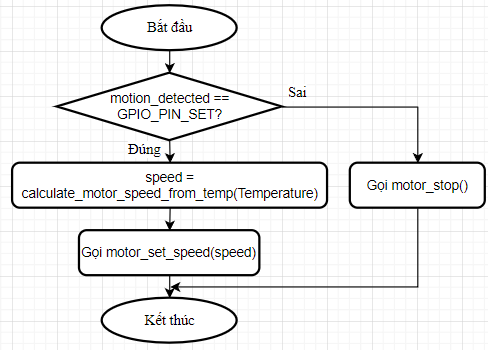 Bắt đầu
motion_detected ==
GPIO_PIN_SET?
Sai
Đúng
speed =
calculate_motor_speed_from_temp(Temperature)
Gọi motor_stop()
Gọi motor_set_speed(speed)
Kết thúc